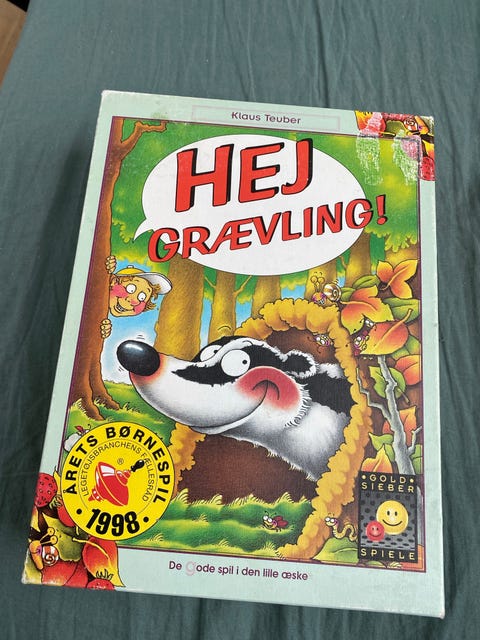 Klaus Teuber
HEJ
GRÆVLING!
ÅRETS BØRNESPIL
LEGETØJSBRANCHENS FÆLLESRÅD
®
· 1998 ·
· GOLD ·
SIEBER
SPIELE
De gode spil i den lille æske